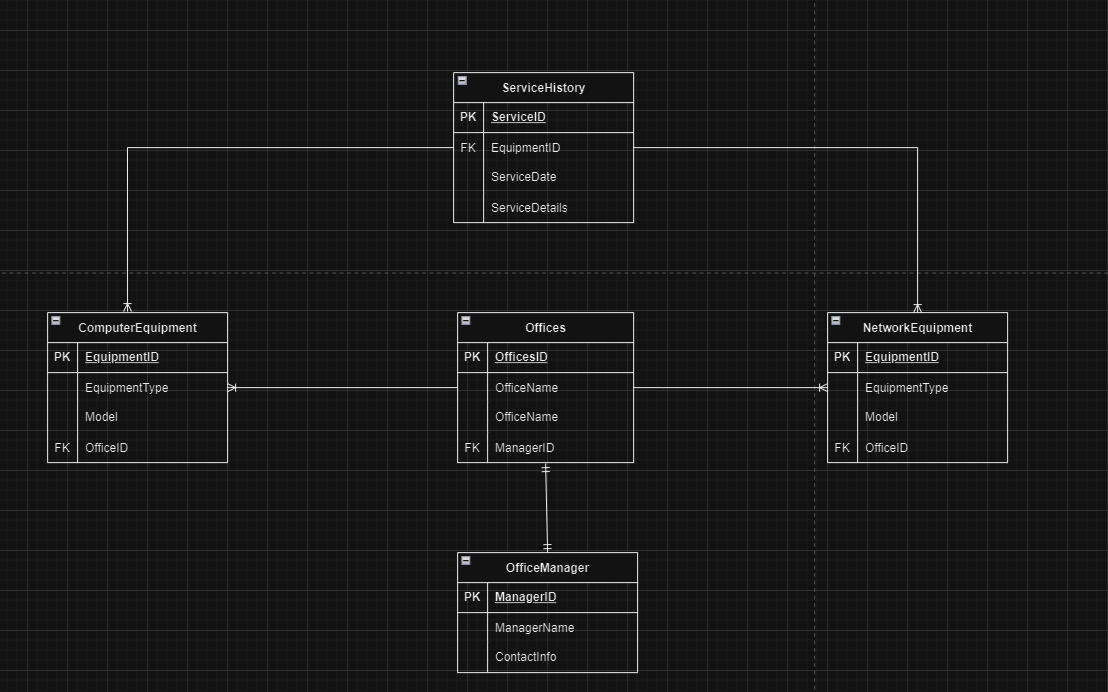 ServiceHistory
PK ServiceID
FK EquipmentID
ServiceDate
ServiceDetails
ComputerEquipment
PK EquipmentID
EquipmentType
Model
FK OfficeID
Offices
PK OfficesID
OfficeName
OfficeName
FK ManagerID
NetworkEquipment
PK EquipmentID
EquipmentType
Model
FK OfficeID
OfficeManager
PK ManagerID
ManagerName
ContactInfo